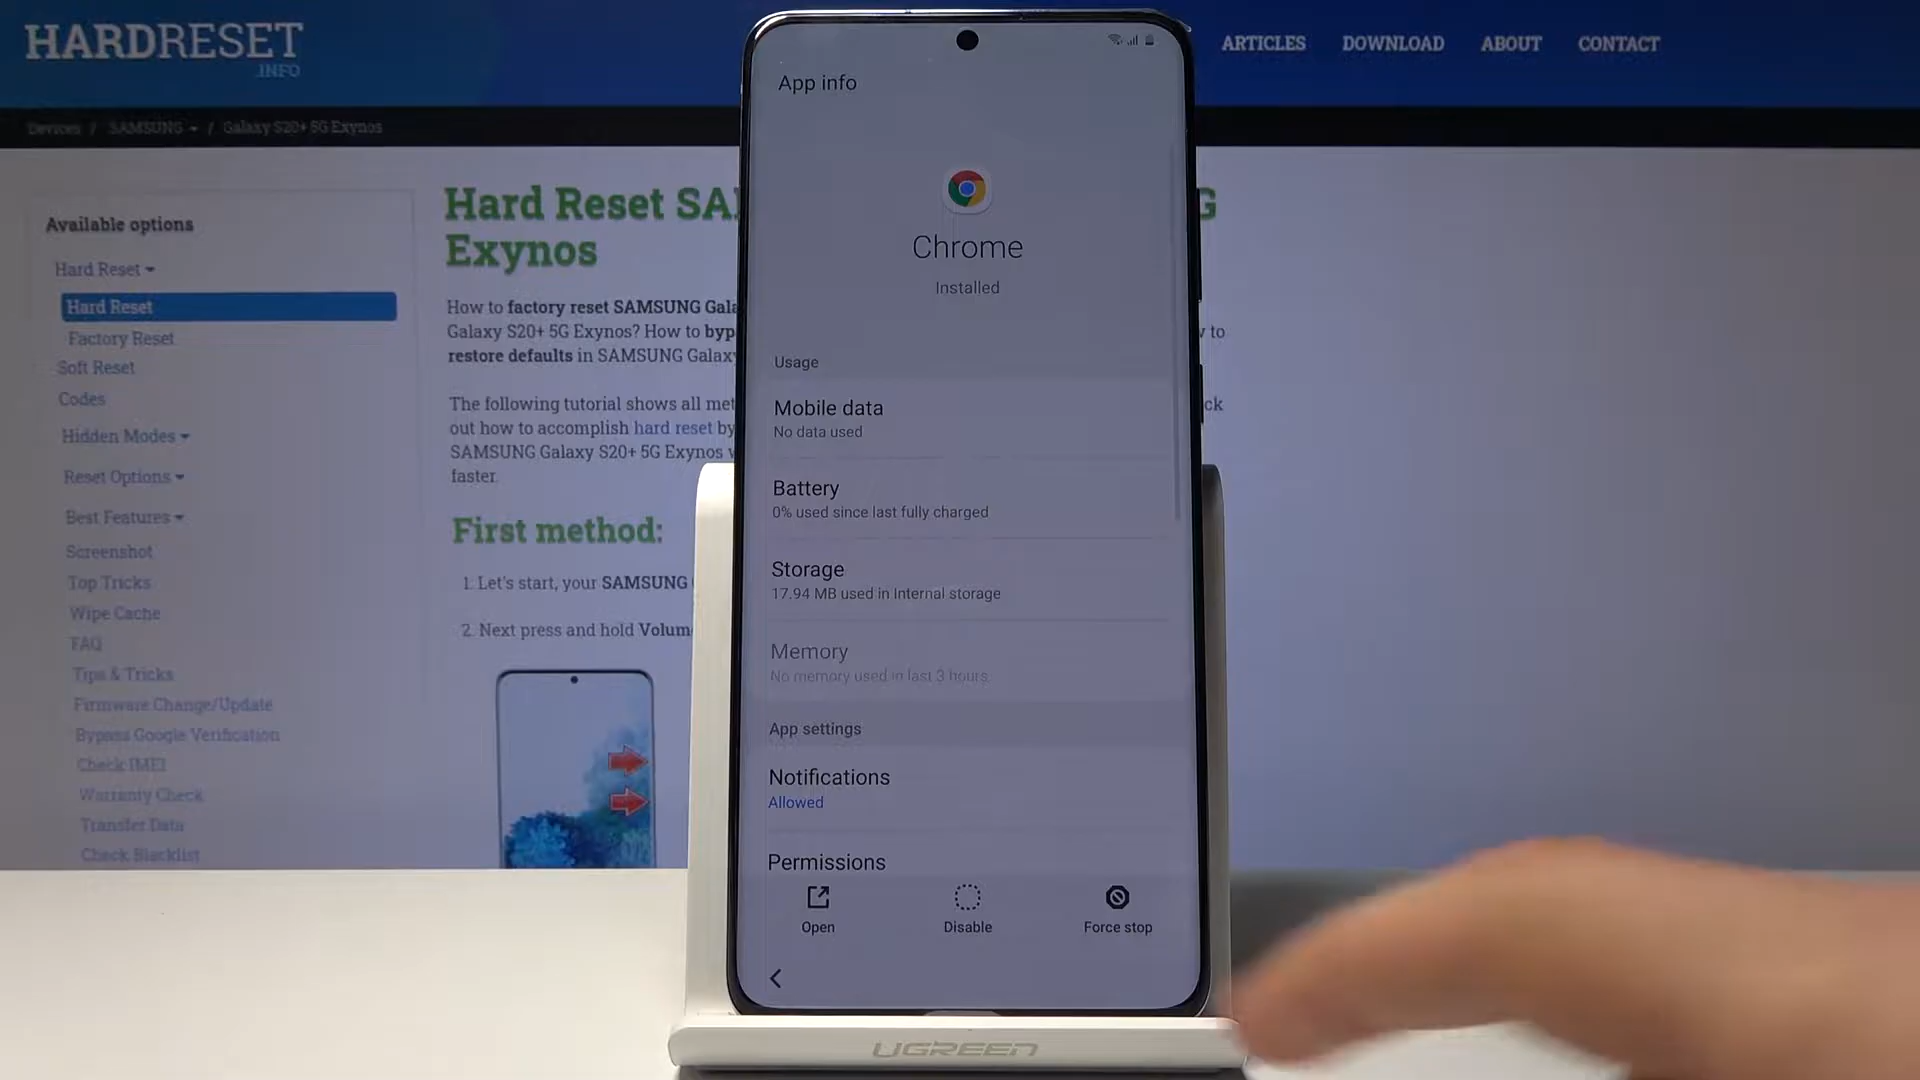 HARDRESET
.INFO
ARTICLES
DOWNLOAD
ABOUT
CONTACT
Devices / SAMSUNG / Galaxy S20+ 5G Exynos
Available options
Hard Reset
Hard Reset
Factory Reset
Soft Reset
Codes
Hidden Modes
Reset Options
Best Features
Screenshot
Top Tricks
Wipe Cache
FAQ
Tips & Tricks
Firmware Change/Update
Bypass Google Verification
Check IMEI
Warranty Check
Transfer Data
Check Blacklist
Hard Reset SA G
Exynos
How to factory reset SAMSUNG Gala
Galaxy S20+ 5G Exynos? How to byp to
restore defaults in SAMSUNG Galaxy
The following tutorial shows all met ck
out how to accomplish hard reset by
SAMSUNG Galaxy S20+ 5G Exynos
faster.
First method:
1. Let's start, your SAMSUNG
2. Next press and hold Volum
App info
Chrome
Installed
Usage
Mobile data
No data used
Battery
0% used since last fully charged
Storage
17.94 MB used in Internal storage
Memory
No memory used in last 3 hours
App settings
Notifications
Allowed
Permissions
Open
Disable
Force stop
UGREEN